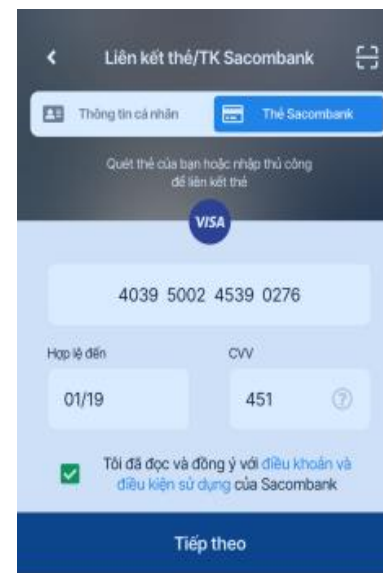 Liên kết thẻ/TK Sacombank
Thông tin cá nhân
Thẻ Sacombank
Quét thẻ của bạn hoặc nhập thủ công
để liên kết thẻ
VISA
4039 5002 4539 0276
Hợp lệ đến
CVV
01/19
451
?
Tôi đã đọc và đồng ý với điều khoản và
điều kiện sử dụng của Sacombank
Tiếp theo